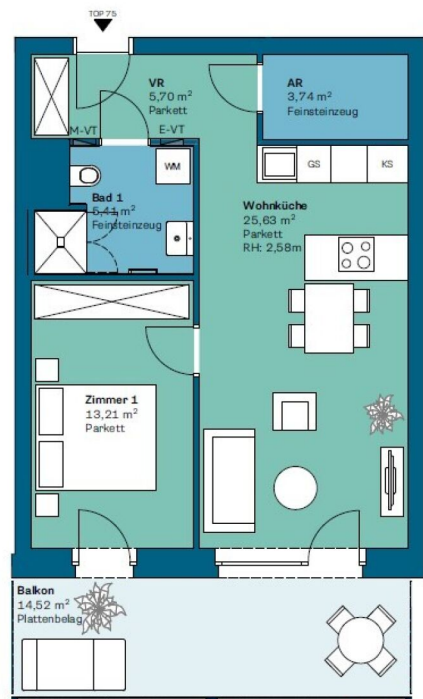 TOP 75
VR
5,70 m²
Parkett
AR
3,74 m²
Feinsteinzeug
M-VT
E-VT
WM
GS
KS
Bad 1
5,41 m²
Feinsteinzeug
Wohnküche
25,63 m²
Parkett
RH: 2,58m
Zimmer 1
13,21 m²
Parkett
Balkon
14,52 m²
Plattenbelag